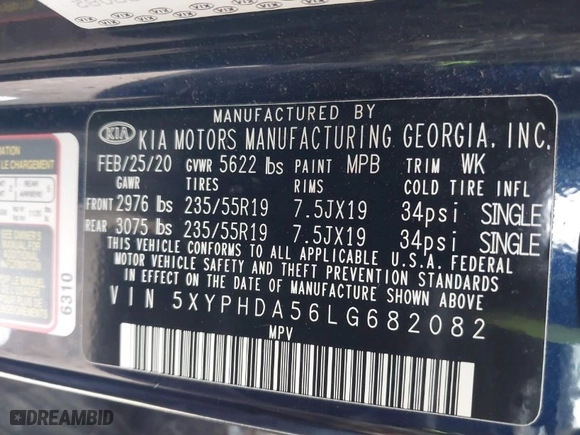 MANUFACTURED BY
KIA KIA MOTORS MANUFACTURING GEORGIA, INC.
FEB/25/20 GVWR 5622 lbs PAINT MPB TRIM WK
GAWR TIRES RIMS COLD TIRE INFL
FRONT 2976 lbs 235/55R19 7.5JX19 34psi SINGLE
REAR 3075 lbs 235/55R19 7.5JX19 34psi SINGLE
THIS VEHICLE CONFORMS TO ALL APPLICABLE U.S.A. FEDERAL
MOTOR VEHICLE SAFETY, BUMPER, AND THEFT PREVENTION STANDARDS
IN EFFECT ON THE DATE OF MANUFACTURE SHOWN ABOVE.
VIN 5XYPHDA56LG682082
MPV
6310
DREAMBID